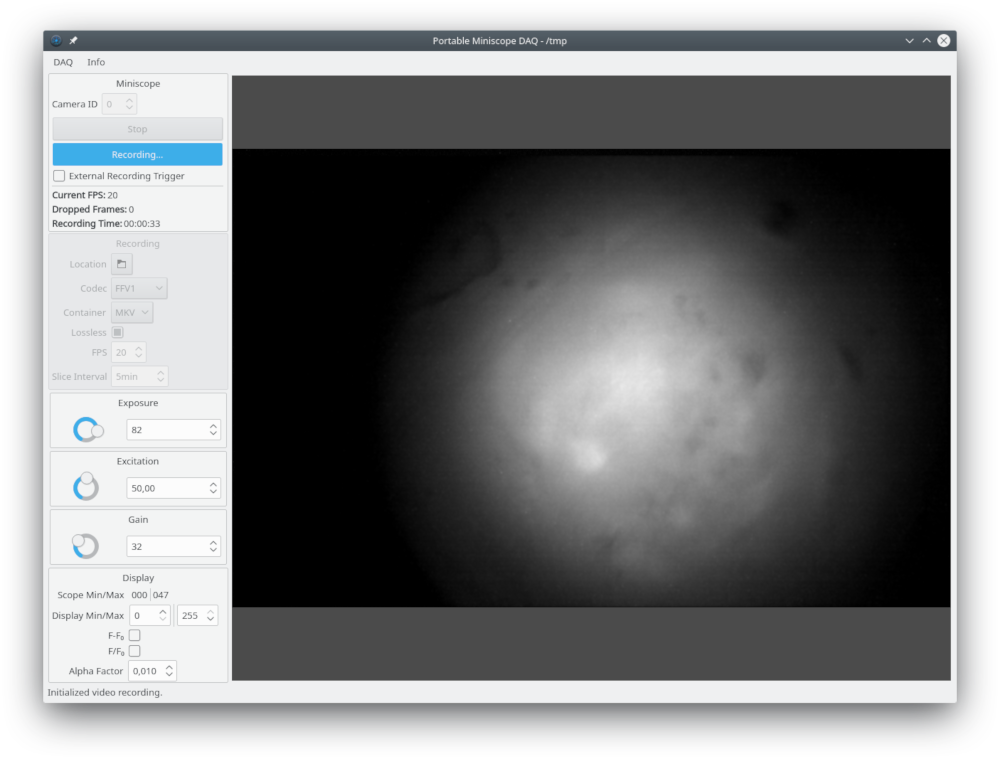 Portable Miniscope DAQ - /tmp
DAQ Info
Miniscope
Camera ID 0
Stop
Recording...
External Recording Trigger
Current FPS: 20
Dropped Frames: 0
Recording Time: 00:00:33
Recording
Location
Codec FFV1
Container MKV
Lossless
FPS 20
Slice Interval 5min
Exposure
82
Excitation
50,00
Gain
32
Display
Scope Min/Max 000 047
Display Min/Max 0 255
F-F₀
F/F₀
Alpha Factor 0,010
Initialized video recording.